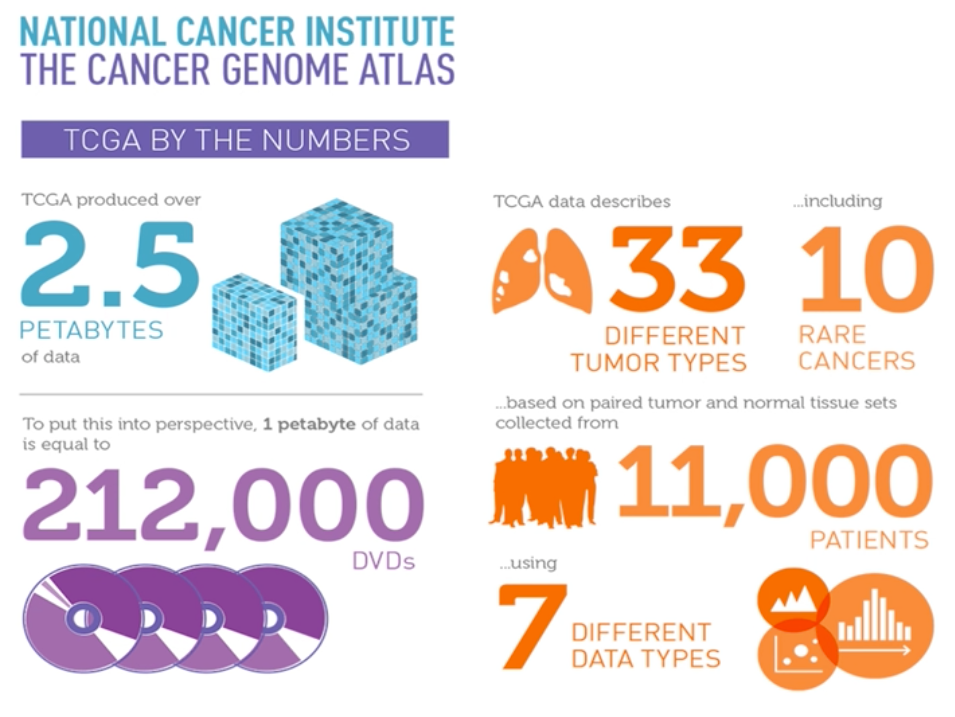 NATIONAL CANCER INSTITUTE
THE CANCER GENOME ATLAS
TCGA BY THE NUMBERS
TCGA produced over
2.5
PETABYTES
of data
To put this into perspective, 1 petabyte of data
is equal to
212,000
DVDs
TCGA data describes
33
DIFFERENT
TUMOR TYPES
...including
10
RARE
CANCERS
...based on paired tumor and normal tissue sets
collected from
11,000
PATIENTS
...using
7
DIFFERENT
DATA TYPES